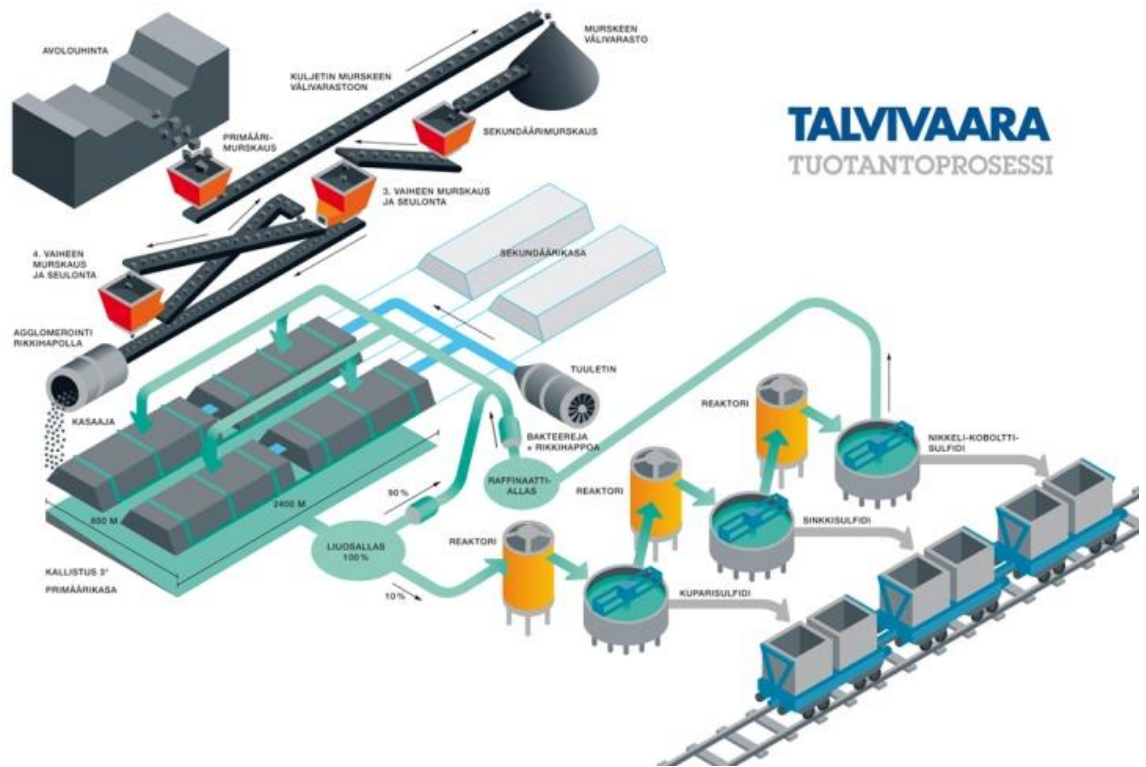 AVOLOUHINTA
MURSKEEN
VÄLIVARASTO
KULJETIN MURSKEEN
VÄLIVARASTOON
PRIMÄÄRI-
MURSKAUS
SEKUNDÄÄRIMURSKAUS
TALVIVAARA
TUOTANTOPROSESSI
3. VAIHEEN MURSKAUS
JA SEULONTA
4. VAIHEEN
MURSKAUS
JA SEULONTA
SEKUNDÄÄRIKASA
AGGLOMEROINTI
RIKKIHAPOLLA
TUULETIN
KASAAJA
BAKTEEREJA
+ RIKKIHAPPOA
REAKTORI
NIKKELI-KOBOLTTI-
SULFIDI
RAFFINAATTI-
ALLAS
REAKTORI
90%
2400 M
600 M
SINKKISULFIDI
LIUOSALLAS
100%
REAKTORI
KALLISTUS 3°
PRIMÄÄRIKASA
10%
KUPARISULFIDI